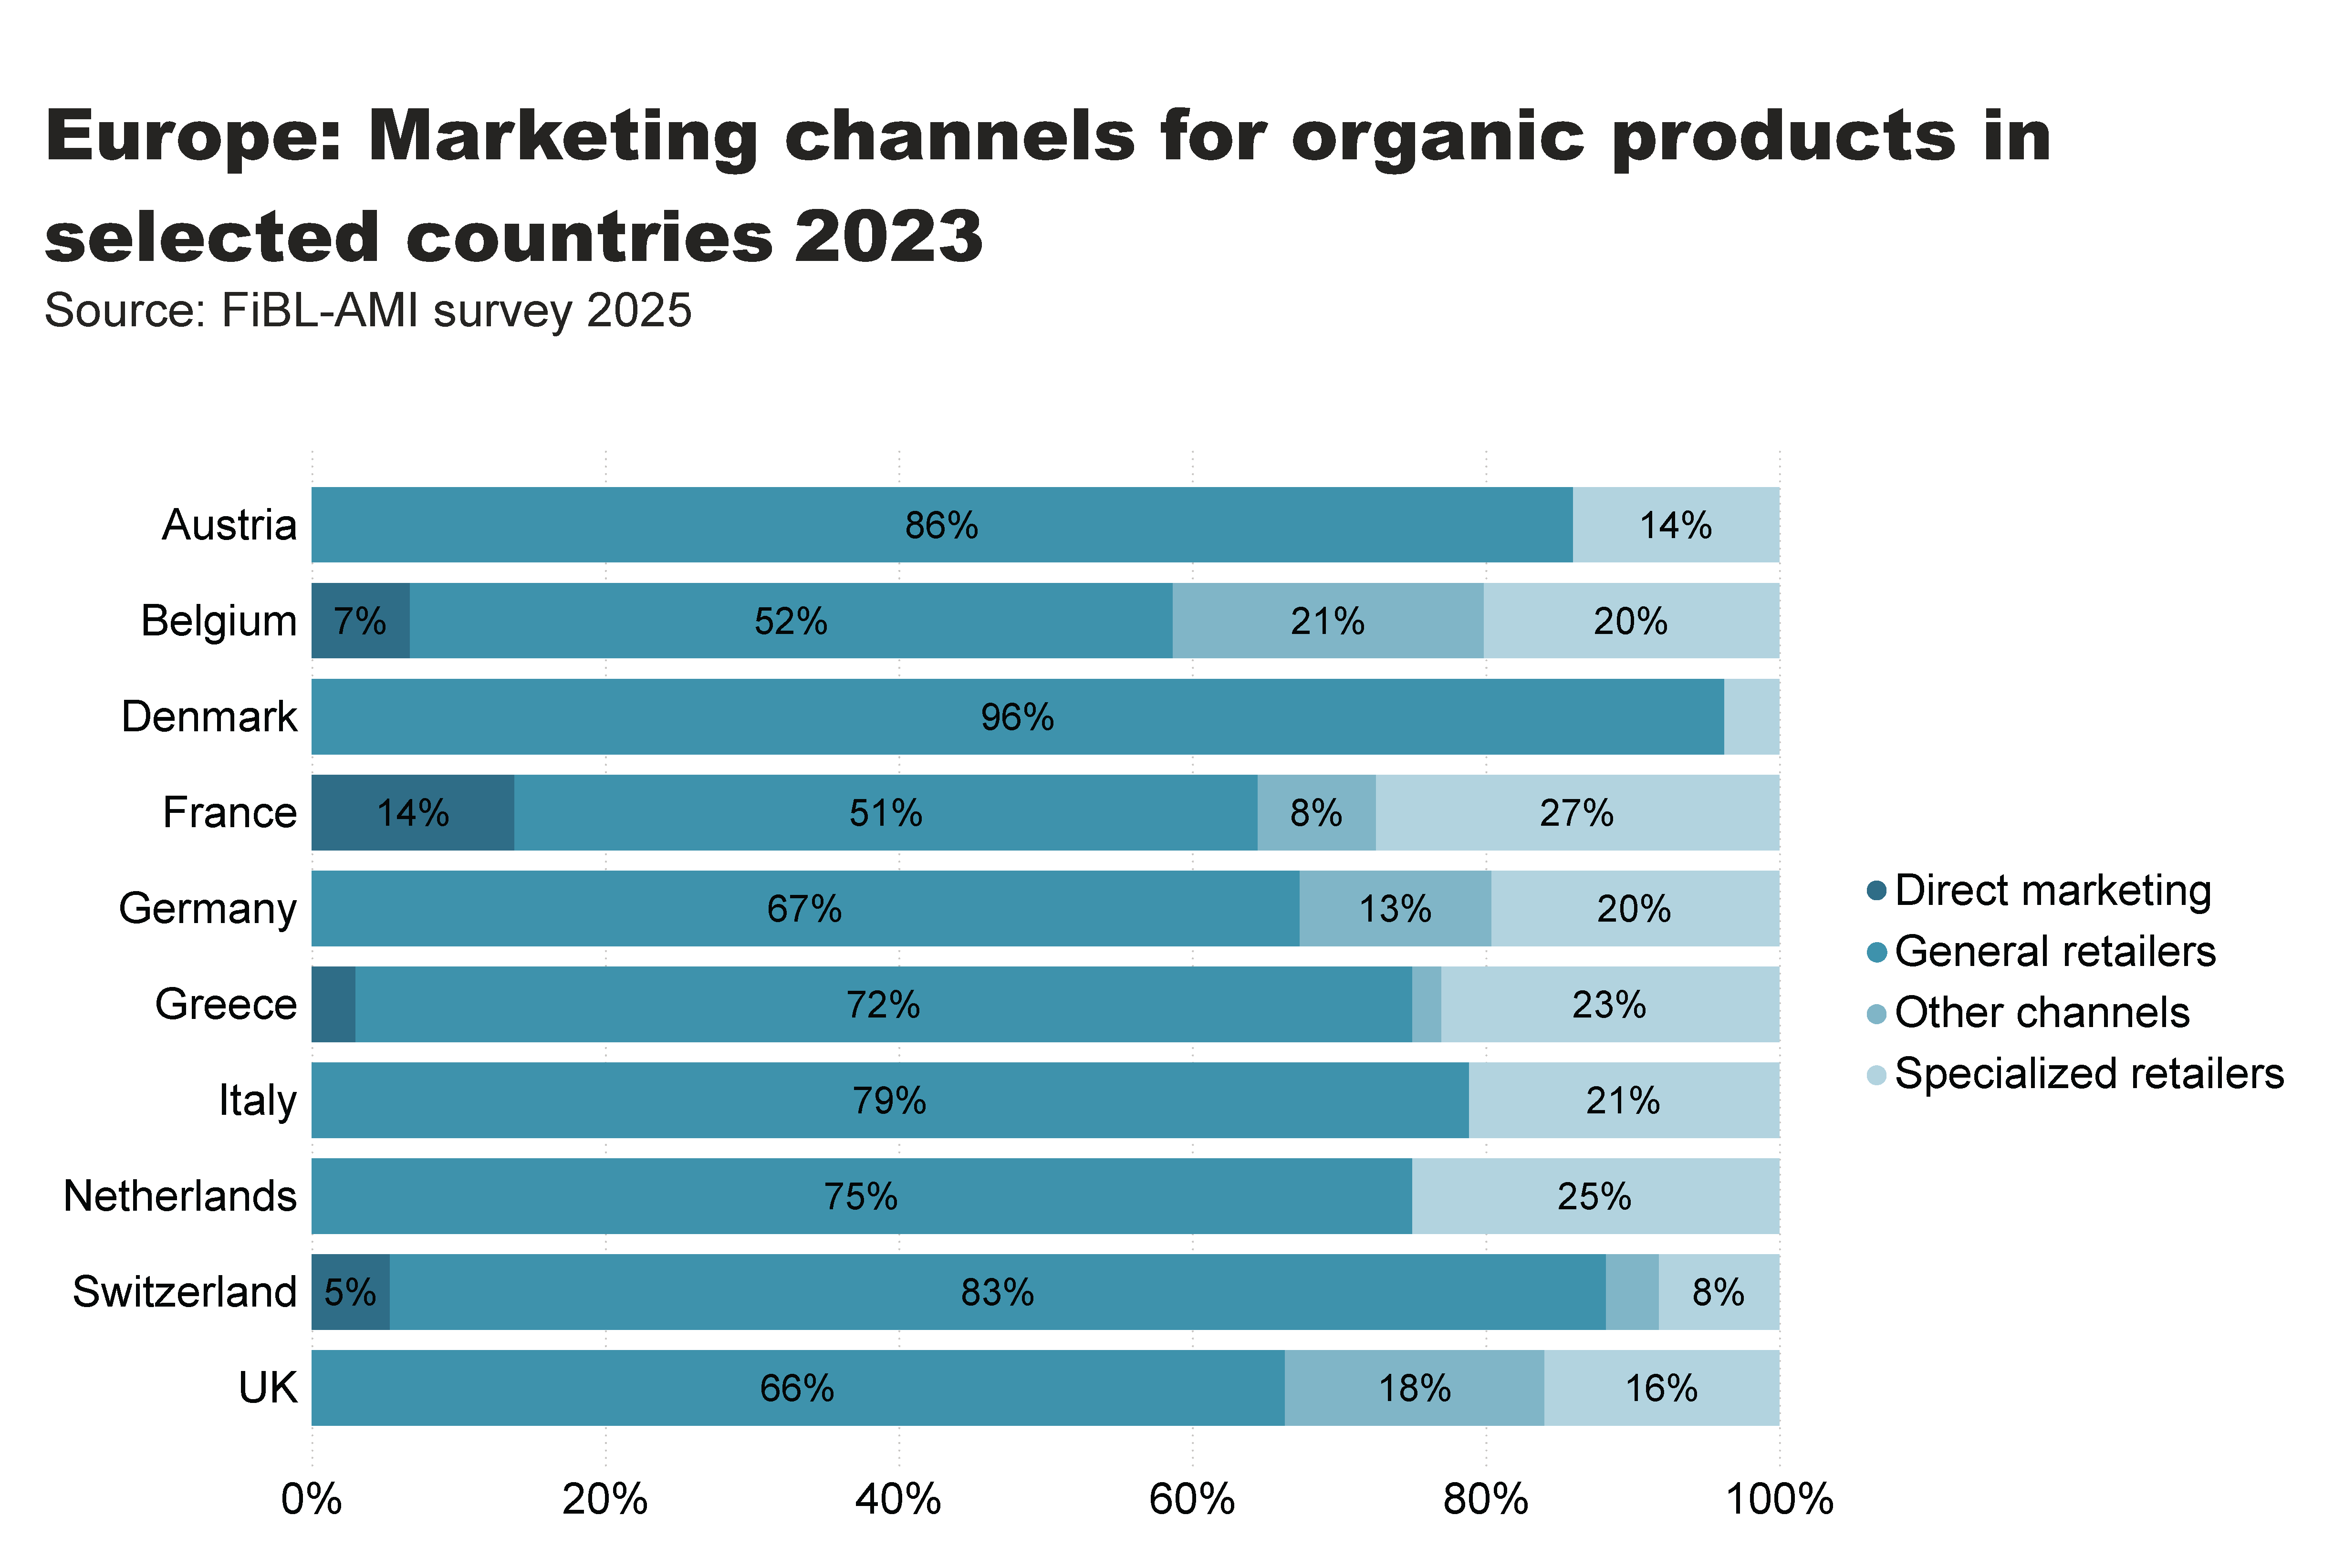 Europe: Marketing channels for organic products in
selected countries 2023
Source: FiBL-AMI survey 2025
Austria 86% 14%
Belgium 7% 52% 21% 20%
Denmark 96%
France 14% 51% 8% 27%
Germany 67% 13% 20%
Greece 72% 23%
Italy 79% 21%
Netherlands 75% 25%
Switzerland 5% 83% 8%
UK 66% 18% 16%
0% 20% 40% 60% 80% 100%
Direct marketing
General retailers
Other channels
Specialized retailers